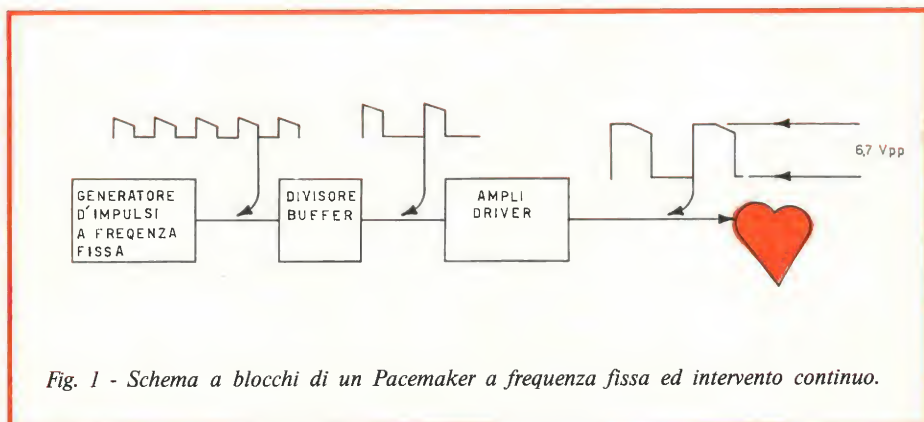 6,7 Vpp
GENERATORE
D'IMPULSI
A FREQENZA
FISSA
DIVISORE
BUFFER
AMPLI
DRIVER
Fig. 1 - Schema a blocchi di un Pacemaker a frequenza fissa ed intervento continuo.